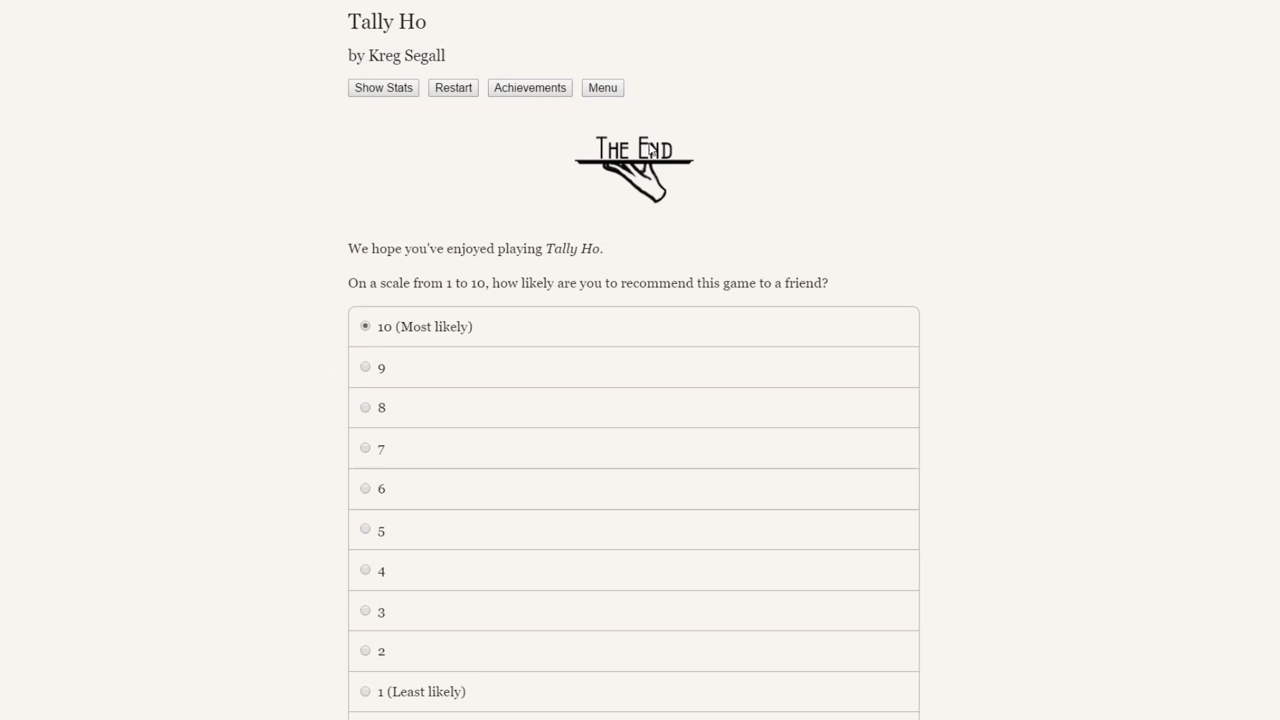 Tally Ho
by Kreg Segall
Show Stats Restart Achievements Menu
THE END
We hope you've enjoyed playing Tally Ho.
On a scale from 1 to 10, how likely are you to recommend this game to a friend?
10 (Most likely)
9
8
7
6
5
4
3
2
1 (Least likely)